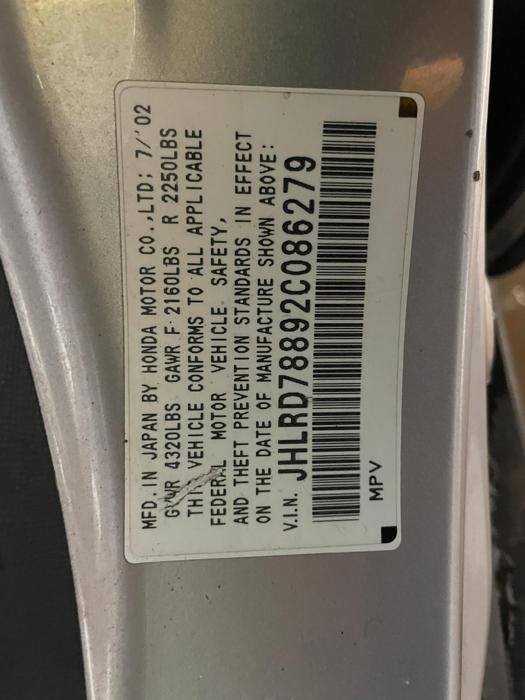 MFD. IN JAPAN BY HONDA MOTOR CO.,LTD; 7/'02
GVWR 4320LBS GAWR F 2160LBS R 2250LBS
THIS VEHICLE CONFORMS TO ALL APPLICABLE
FEDERAL MOTOR VEHICLE SAFETY,
AND THEFT PREVENTION STANDARDS IN EFFECT
ON THE DATE OF MANUFACTURE SHOWN ABOVE:
V.I.N. JHLRD78892C086279
MPV